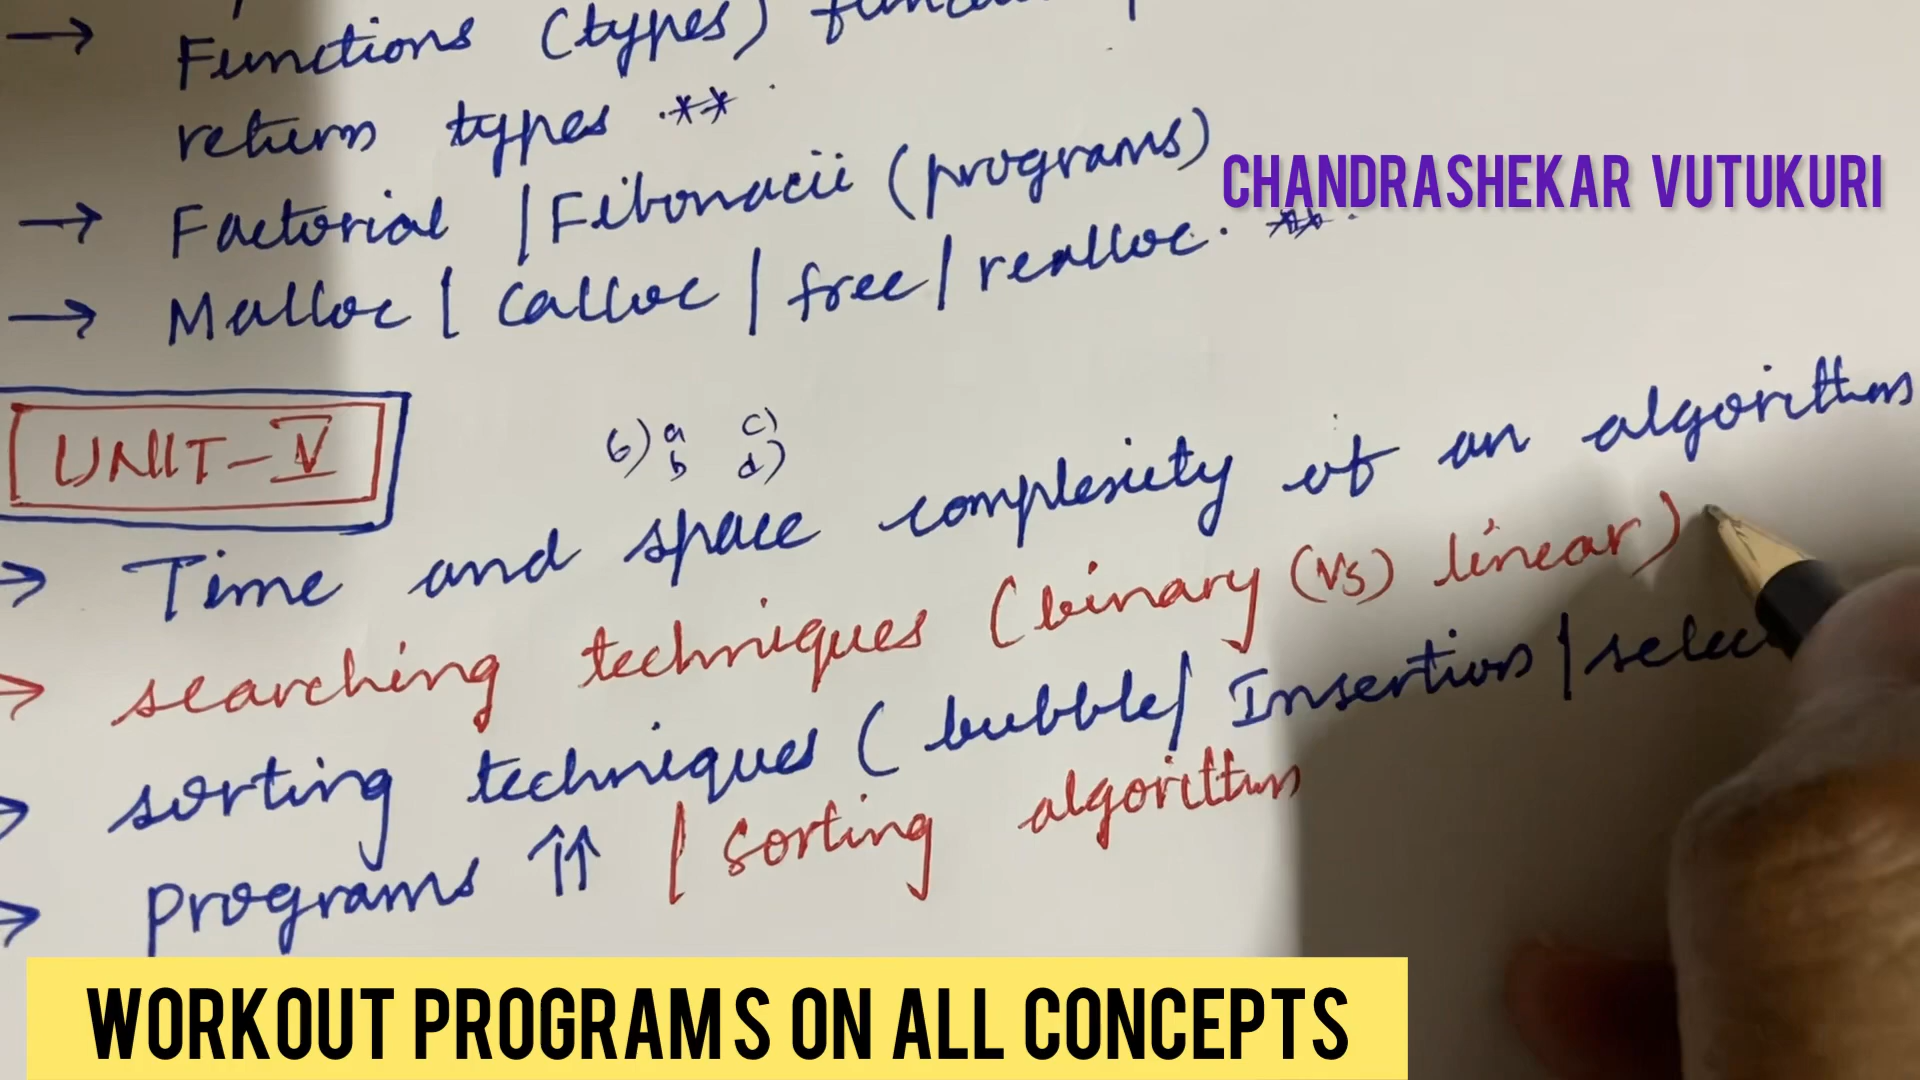 → Functions (types)
return types **
→ Factorial | Fibonacii (programs)
CHANDRASHEKAR VUTUKURI
→ Malloc | Calloc | free | realloc. **
UNIT-V
6) a c)
b d)
→ Time and space complexity of an algorithm
→ searching techniques (binary (vs) linear)
→ sorting techniques (bubble/ Insertion | selec
→ programs ↑↑ | sorting algorithm
WORKOUT PROGRAMS ON ALL CONCEPTS